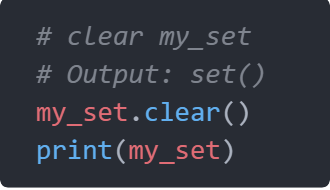 # clear my_set
# Output: set()
my_set.clear()
print(my_set)